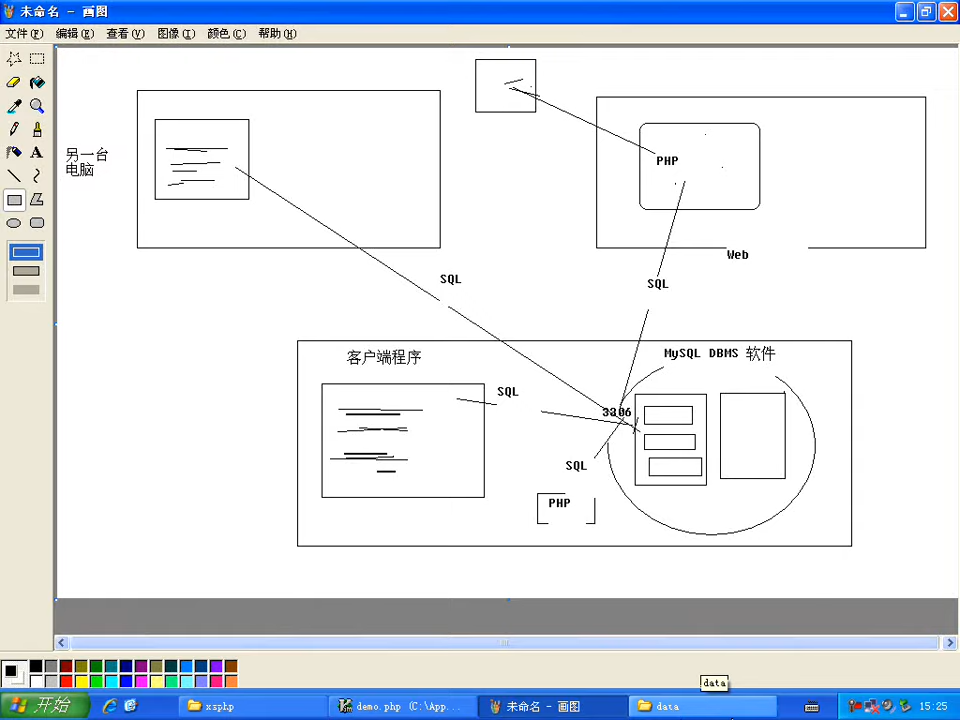 未命名 - 画图
文件(F) 编辑(E) 查看(V) 图像(I) 颜色(C) 帮助(H)
另一台
电脑
PHP
Web
SQL
SQL
客户端程序
MySQL DBMS 软件
SQL
3306
SQL
PHP
data
开始
xsphp
demo.php (C:\App...
未命名 - 画图
data
15:25